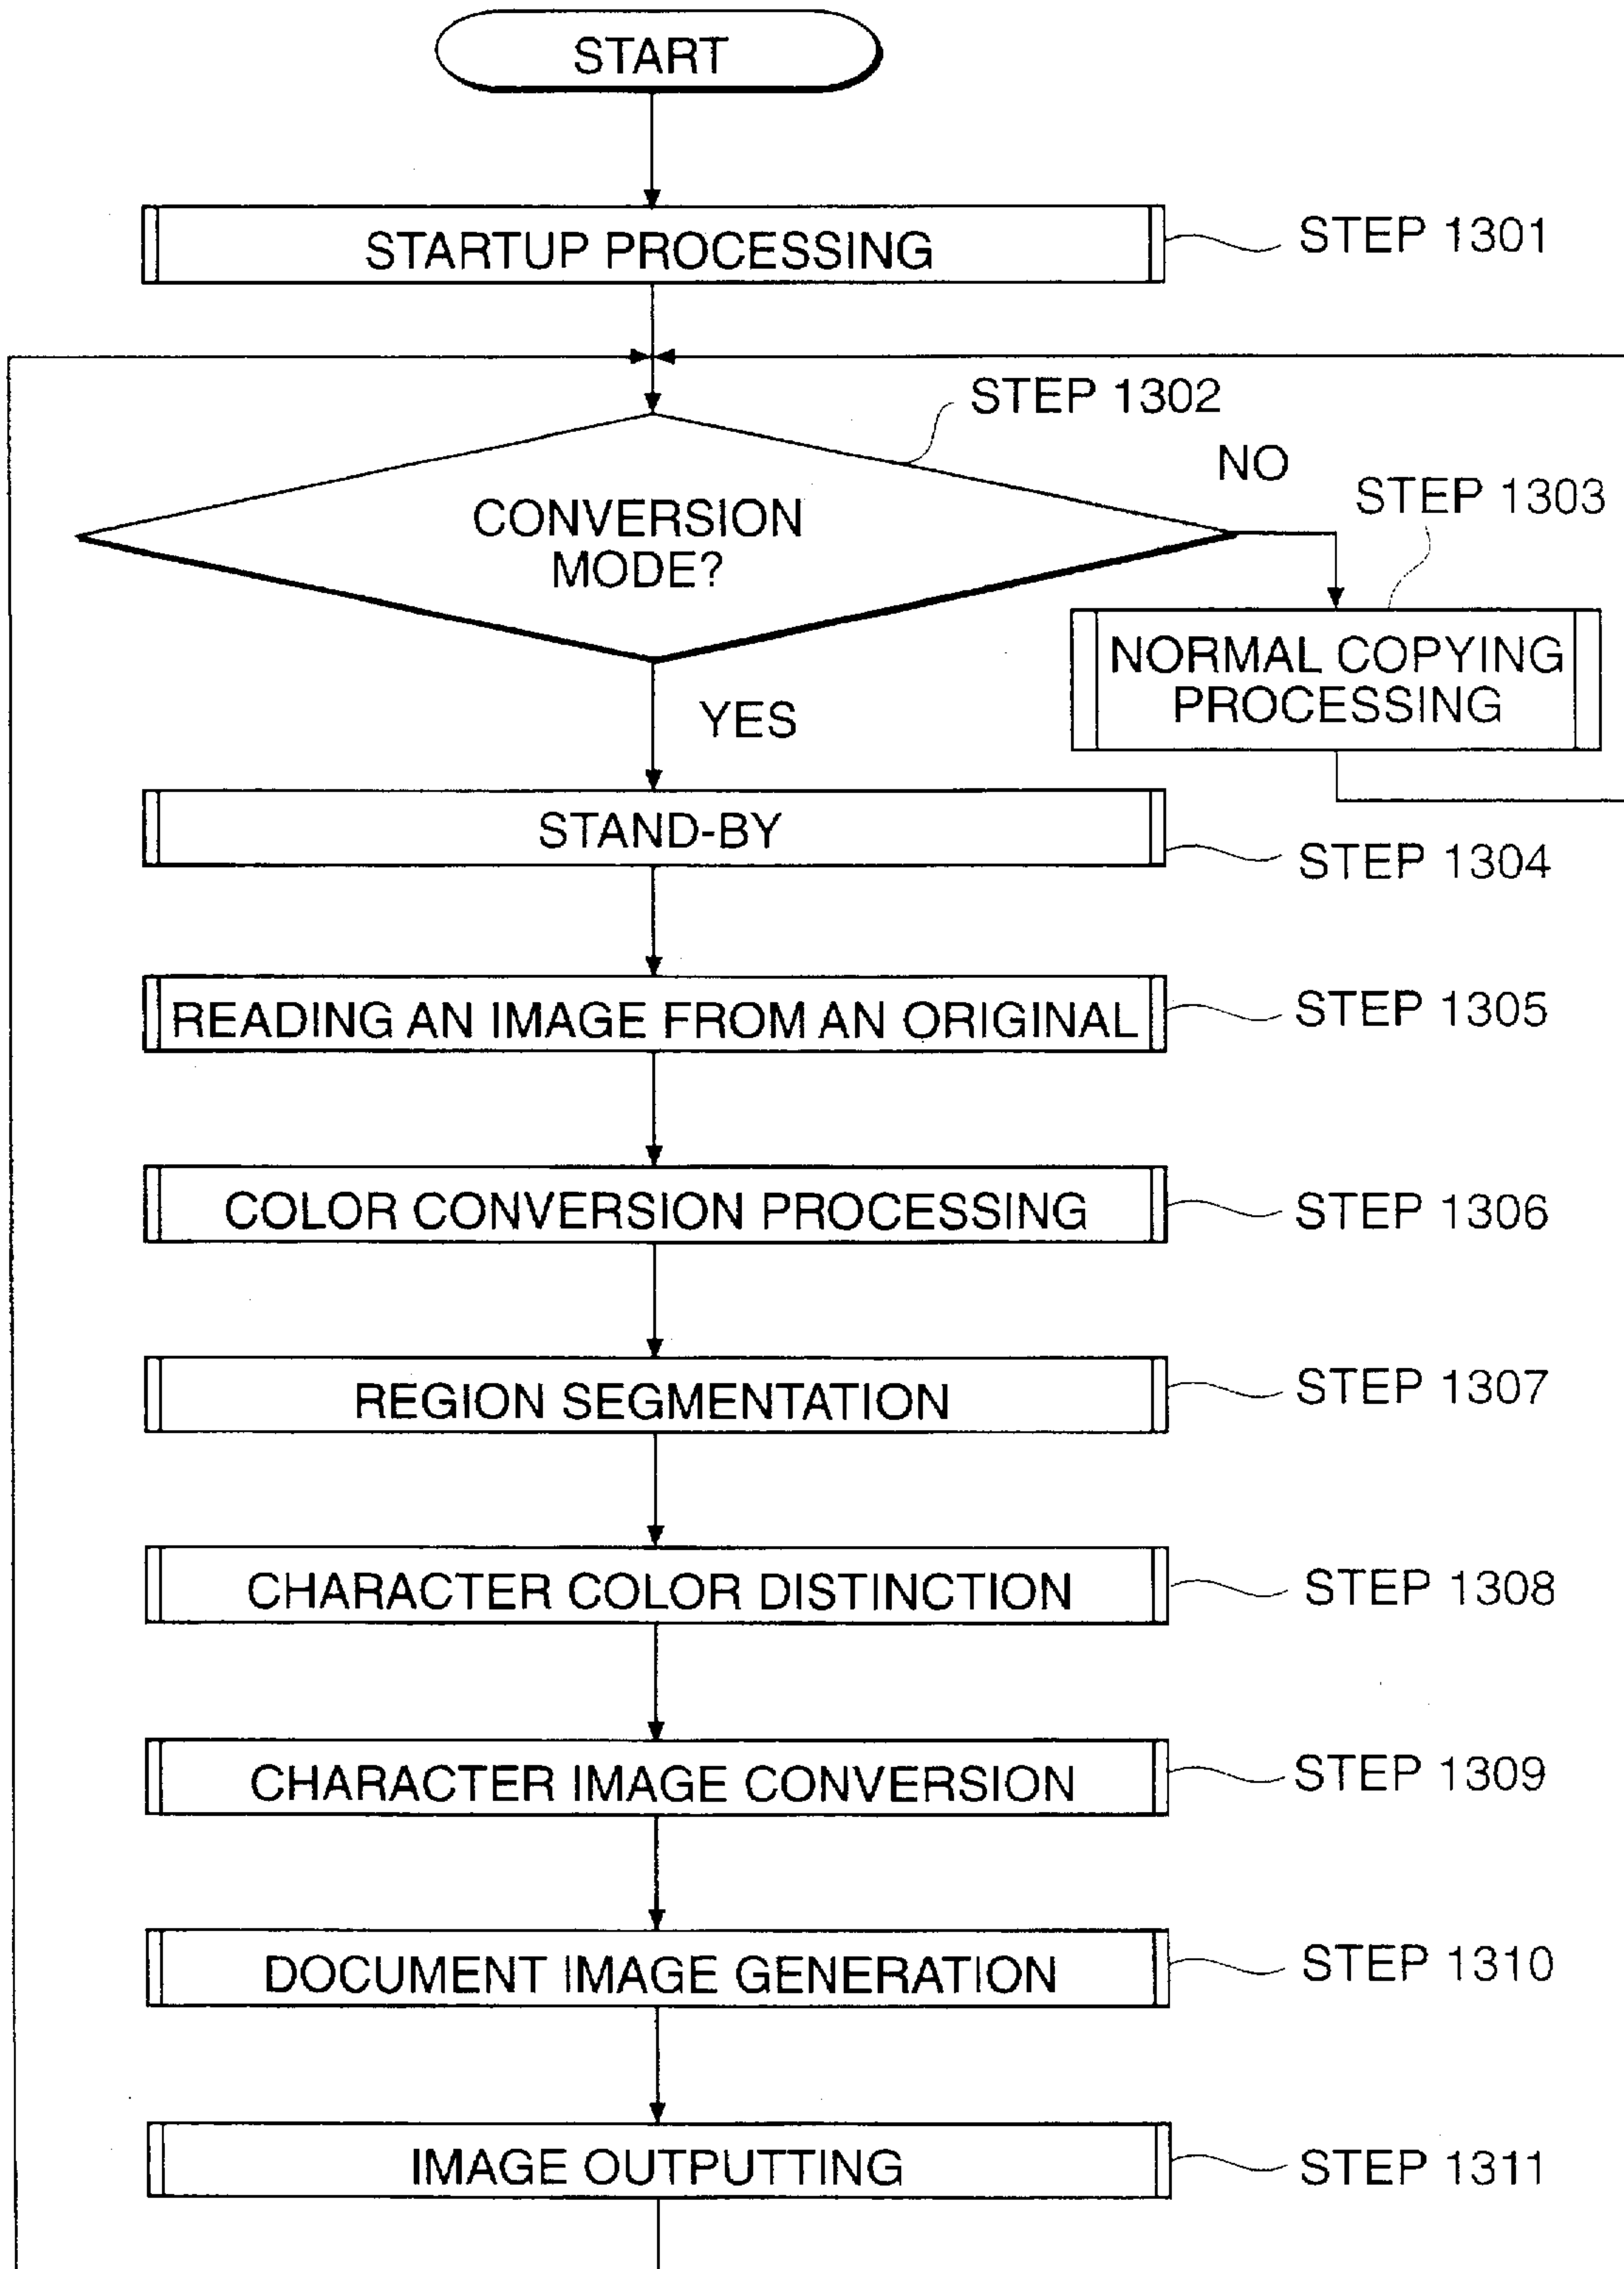 START
STARTUP PROCESSING
STEP 1301
STEP 1302
CONVERSION
MODE?
NO
STEP 1303
NORMAL COPYING
PROCESSING
YES
STAND-BY
STEP 1304
READING AN IMAGE FROM AN ORIGINAL
STEP 1305
COLOR CONVERSION PROCESSING
STEP 1306
REGION SEGMENTATION
STEP 1307
CHARACTER COLOR DISTINCTION
STEP 1308
CHARACTER IMAGE CONVERSION
STEP 1309
DOCUMENT IMAGE GENERATION
STEP 1310
IMAGE OUTPUTTING
STEP 1311